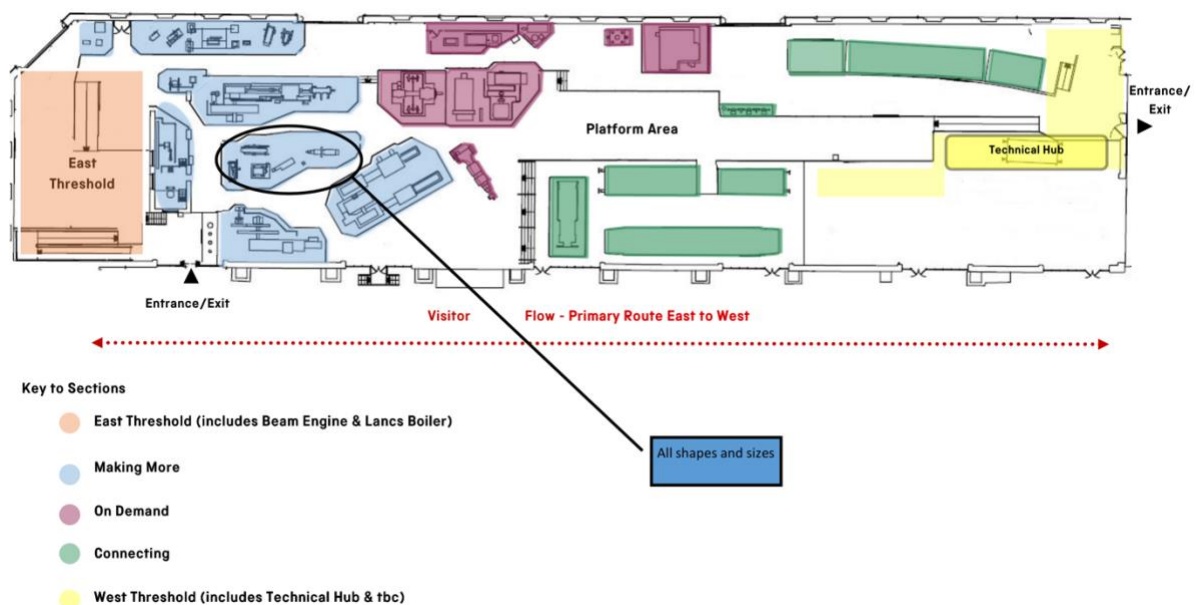 Entrance/
Exit
Platform Area
Technical Hub
East
Threshold
Entrance/Exit
Visitor Flow - Primary Route East to West
Key to Sections
East Threshold (includes Beam Engine & Lancs Boiler)
All shapes and sizes
Making More
On Demand
Connecting
West Threshold (includes Technical Hub & tbc)